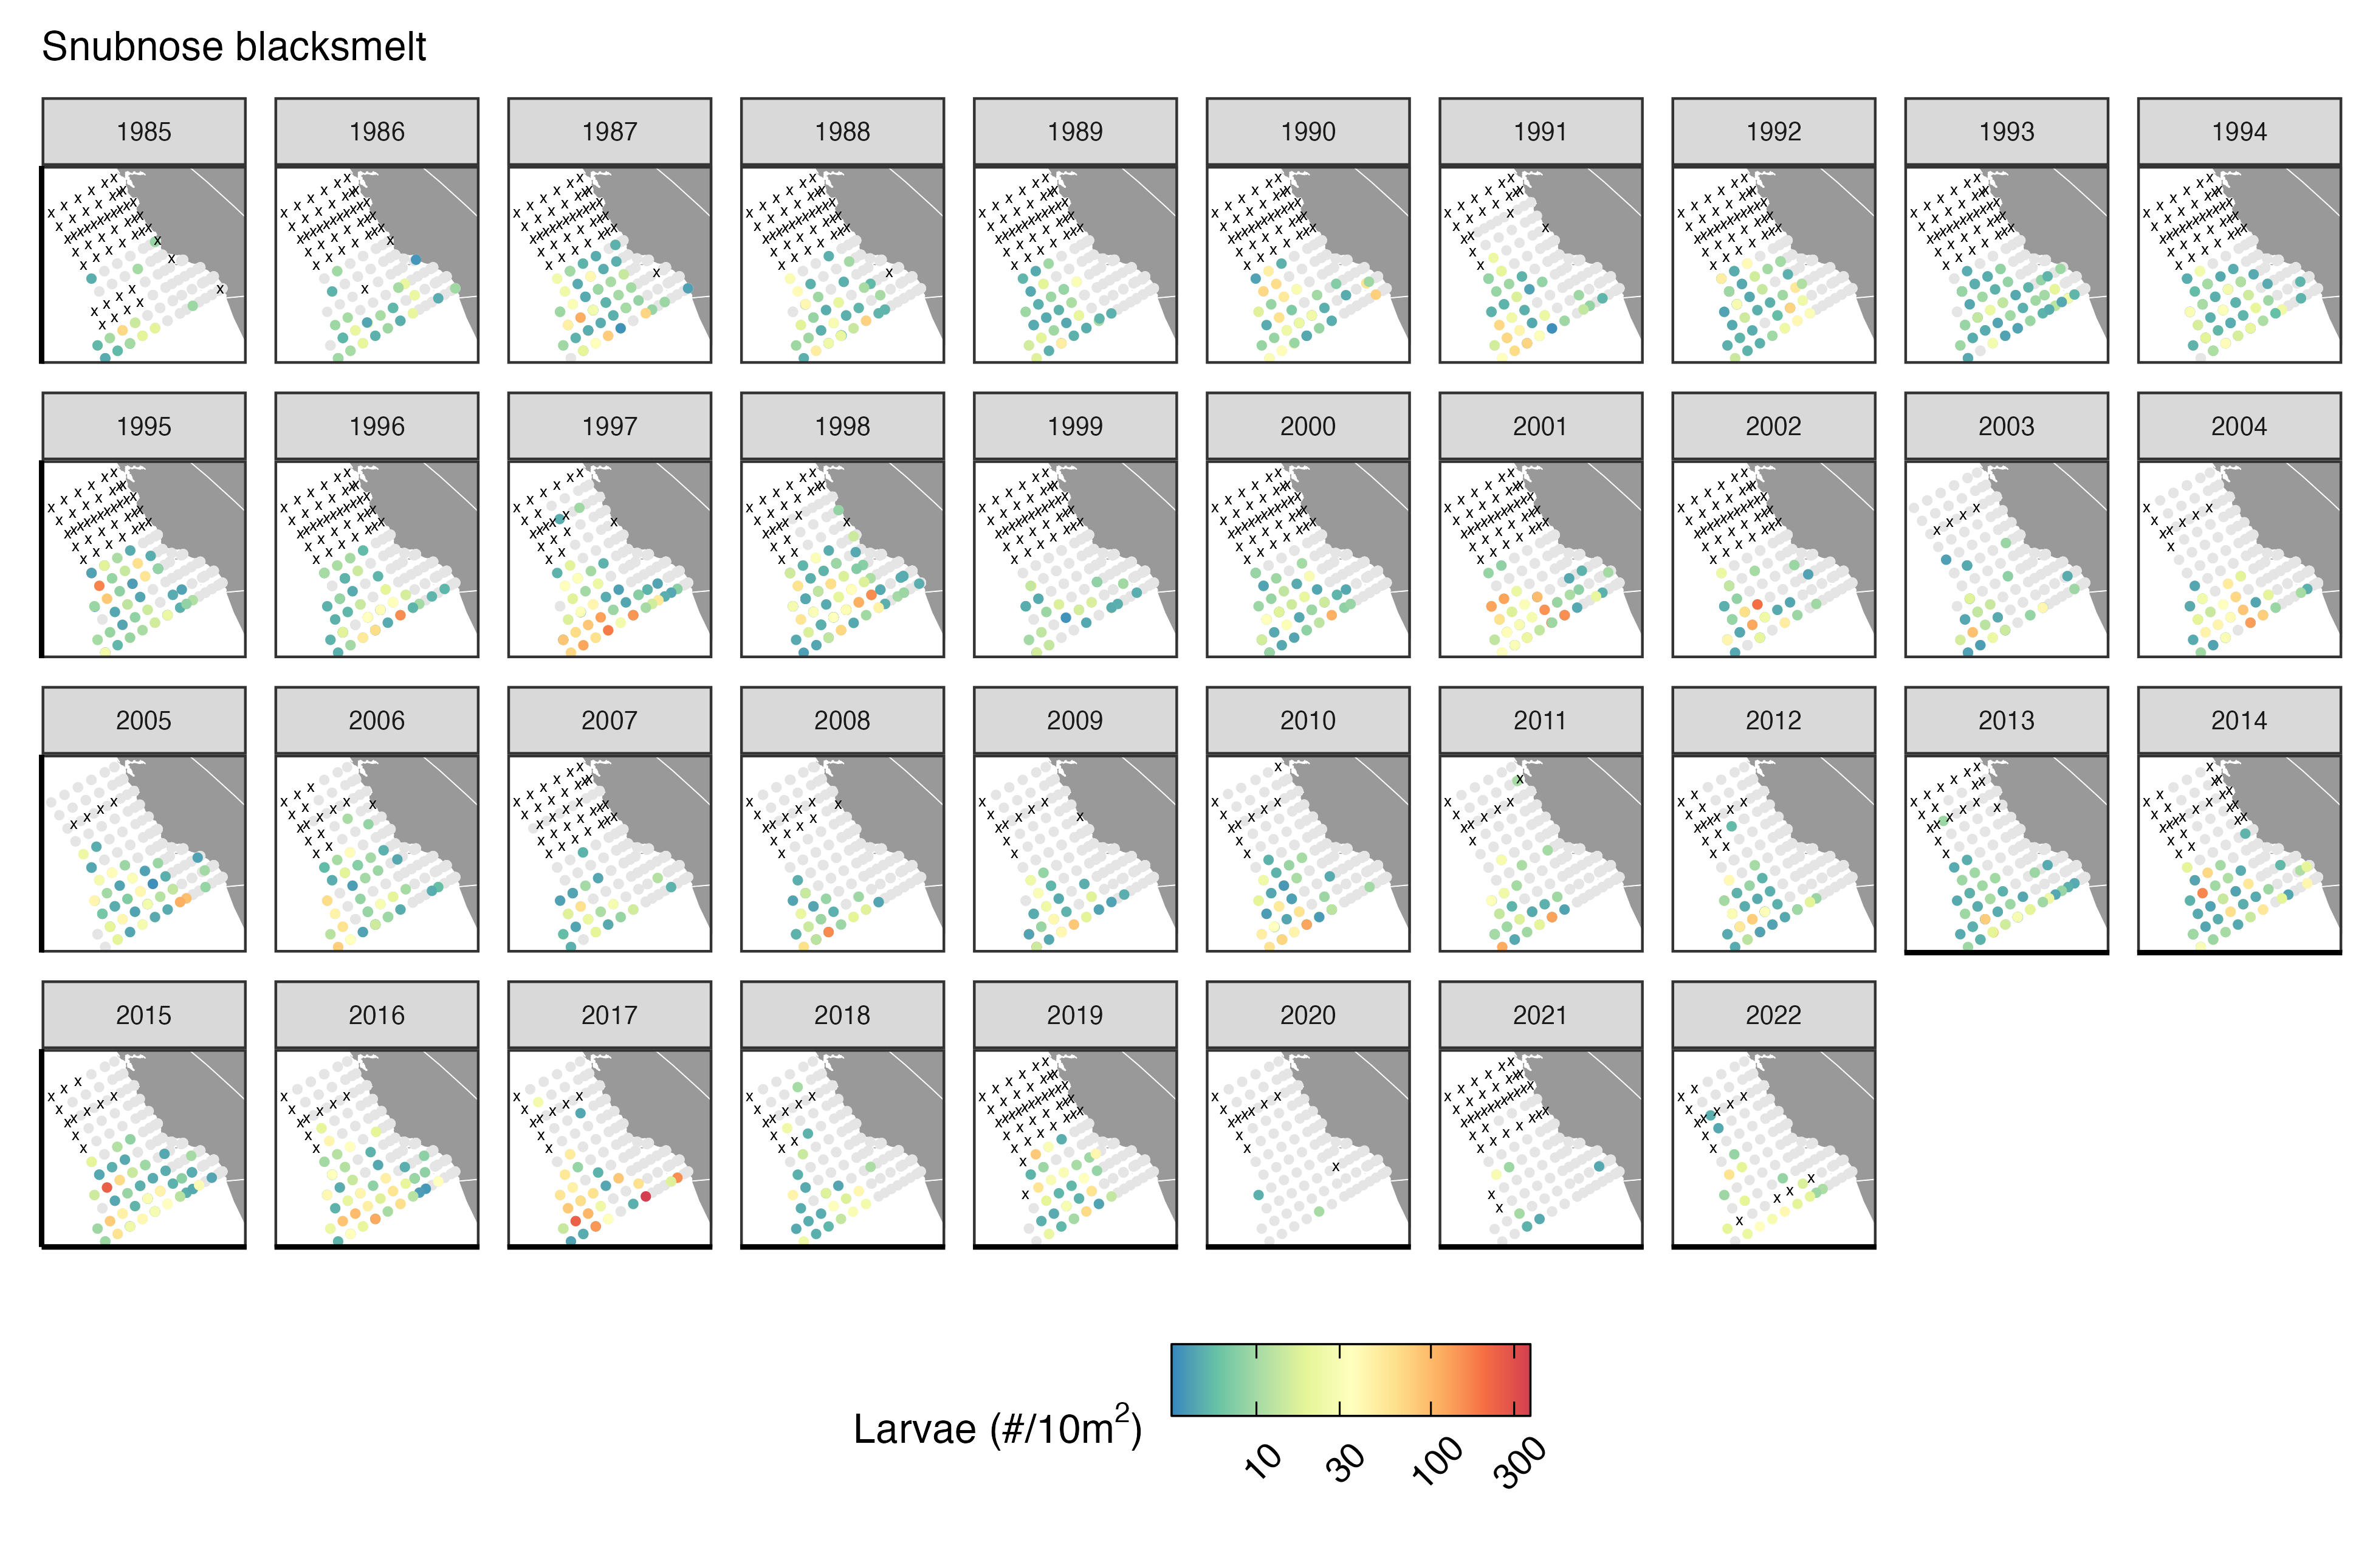 Snubnose blacksmelt
1985 1986 1987 1988 1989 1990 1991 1992 1993 1994
1995 1996 1997 1998 1999 2000 2001 2002 2003 2004
2005 2006 2007 2008 2009 2010 2011 2012 2013 2014
2015 2016 2017 2018 2019 2020 2021 2022
Larvae (#/10m²)
10 30 100 300